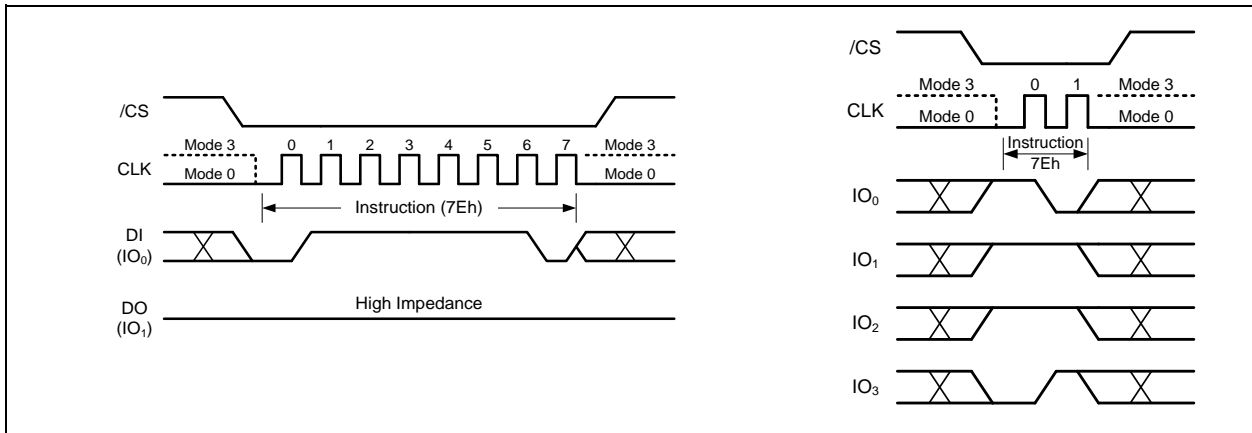 /CS
Mode 3 0 1 2 3 4 5 6 7 Mode 3
CLK
Mode 0 Mode 0
Instruction (7Eh)
DI
(IO₀)
High Impedance
DO
(IO₁)
/CS
Mode 3 0 1 Mode 3
CLK
Mode 0 Mode 0
Instruction
7Eh
IO₀
IO₁
IO₂
IO₃